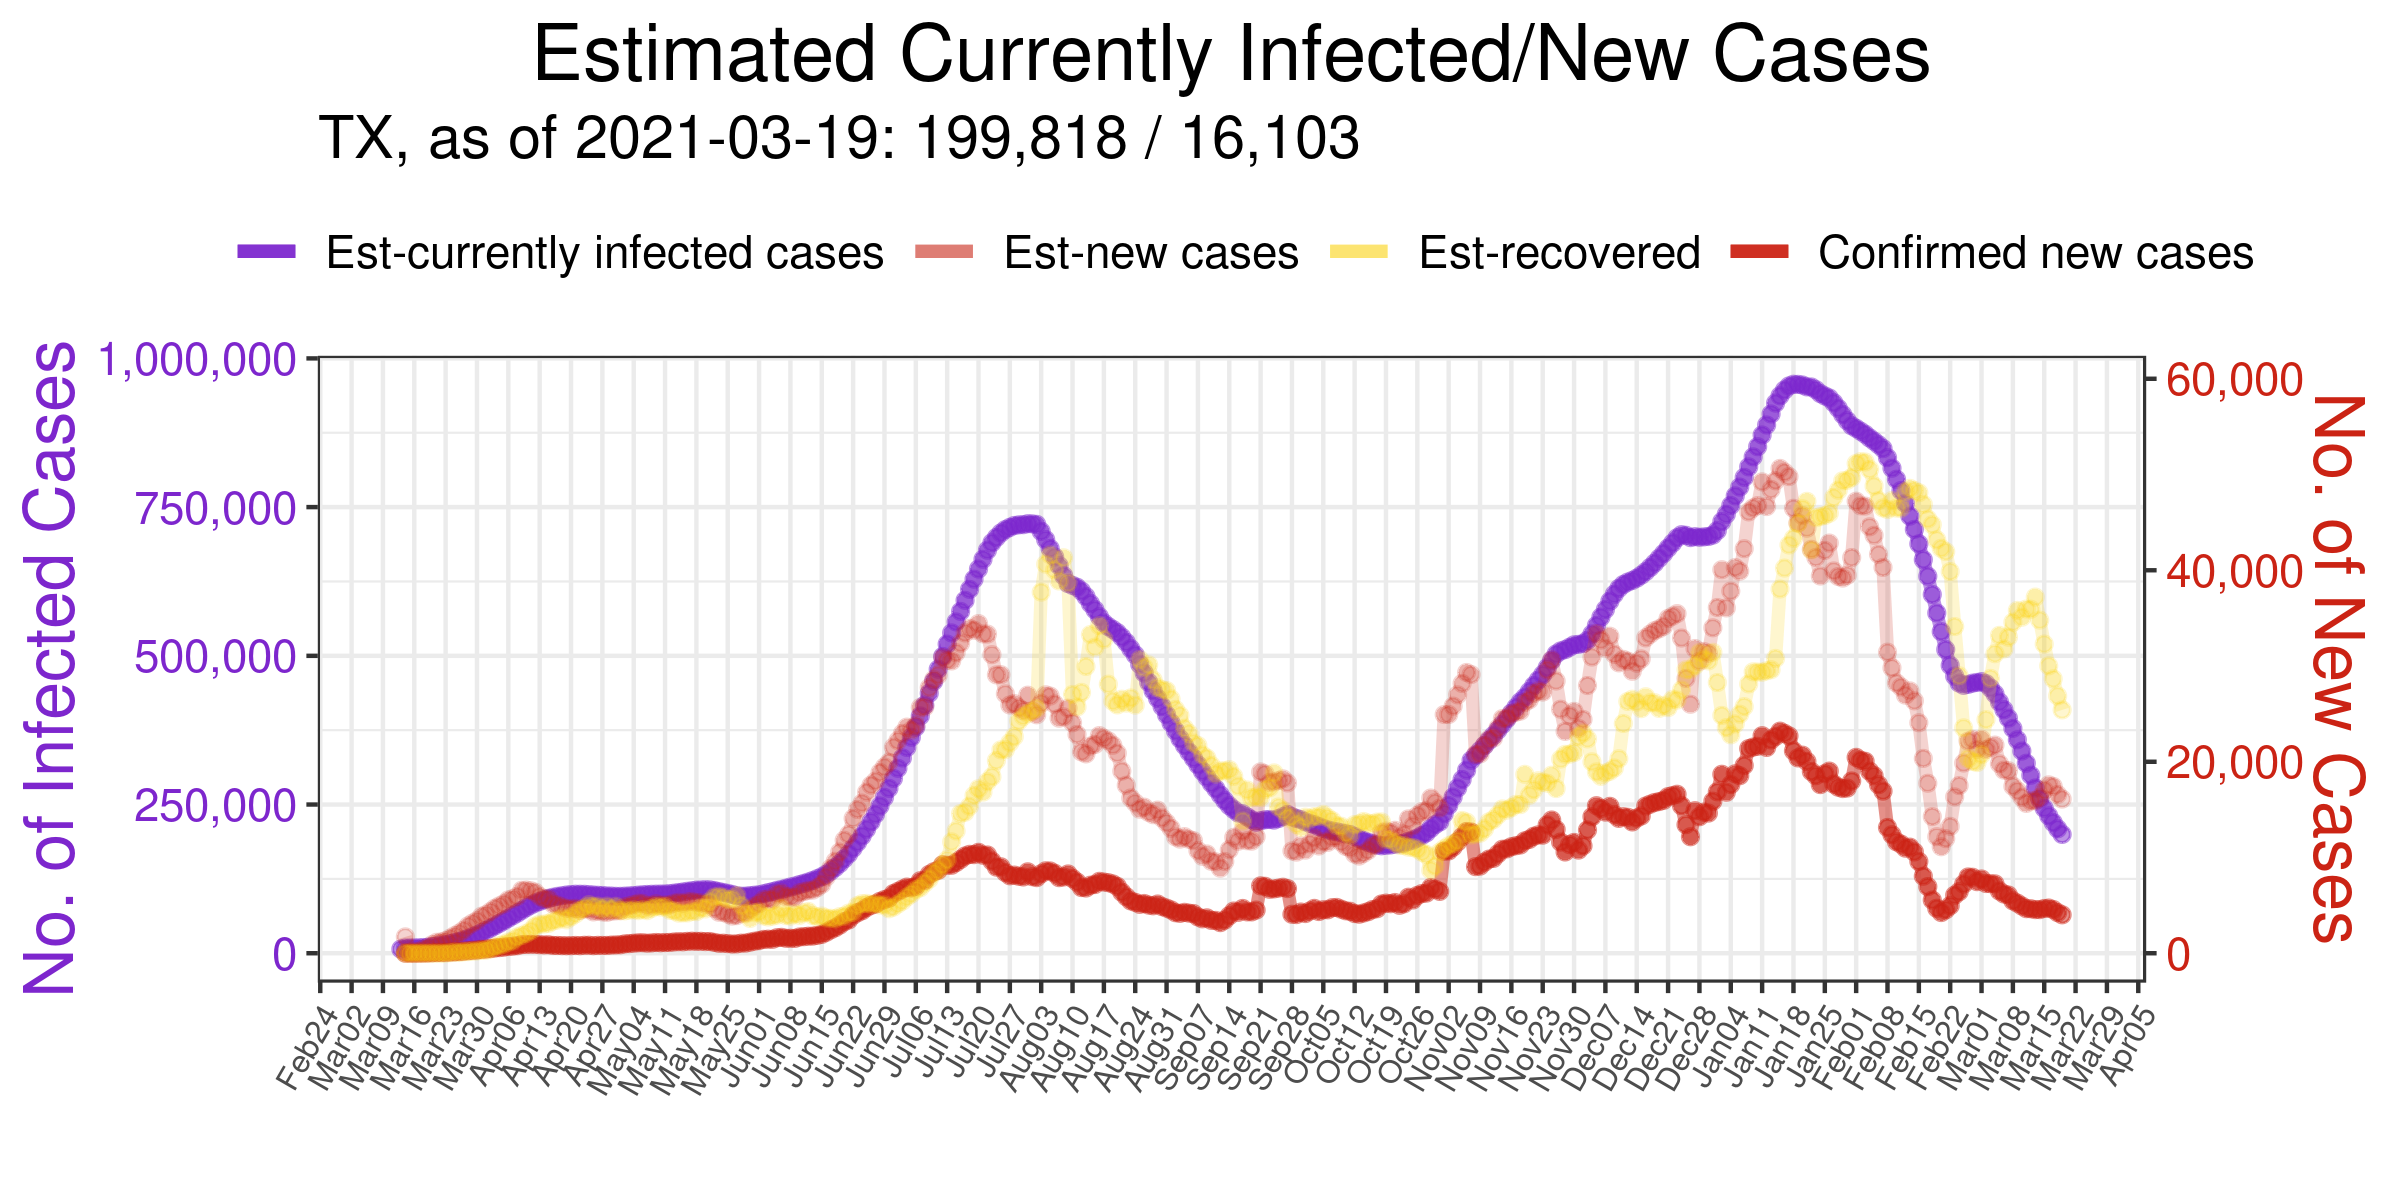 Estimated Currently Infected/New Cases
TX, as of 2021-03-19: 199,818 / 16,103
Est-currently infected cases Est-new cases Est-recovered Confirmed new cases
No. of Infected Cases
1,000,000
750,000
500,000
250,000
0
60,000
40,000
20,000
0
No. of New Cases
Feb24 Mar02 Mar09 Mar16 Mar23 Mar30 Apr06 Apr13 Apr20 Apr27 May04 May11 May18 May25 Jun01 Jun08 Jun15 Jun22 Jun29 Jul06 Jul13 Jul20 Jul27 Aug03 Aug10 Aug17 Aug24 Aug31 Sep07 Sep14 Sep21 Sep28 Oct05 Oct12 Oct19 Oct26 Nov02 Nov09 Nov16 Nov23 Nov30 Dec07 Dec14 Dec21 Dec28 Jan04 Jan11 Jan18 Jan25 Feb01 Feb08 Feb15 Feb22 Mar01 Mar08 Mar15 Mar22 Mar29 Apr05